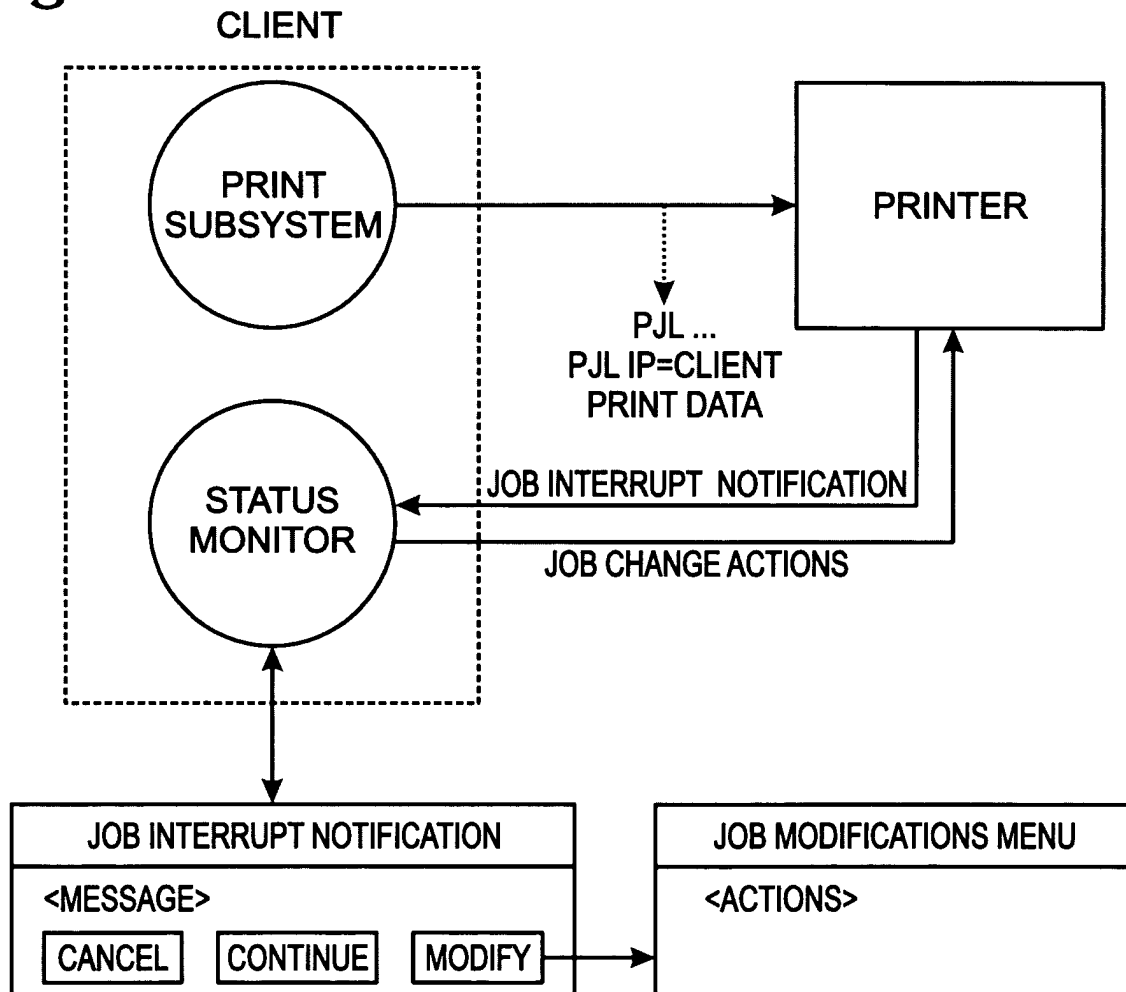 CLIENT
PRINT
SUBSYSTEM
PRINTER
PJL ...
PJL IP=CLIENT
PRINT DATA
JOB INTERRUPT NOTIFICATION
STATUS
MONITOR
JOB CHANGE ACTIONS
JOB INTERRUPT NOTIFICATION
<MESSAGE>
CANCEL CONTINUE MODIFY
JOB MODIFICATIONS MENU
<ACTIONS>